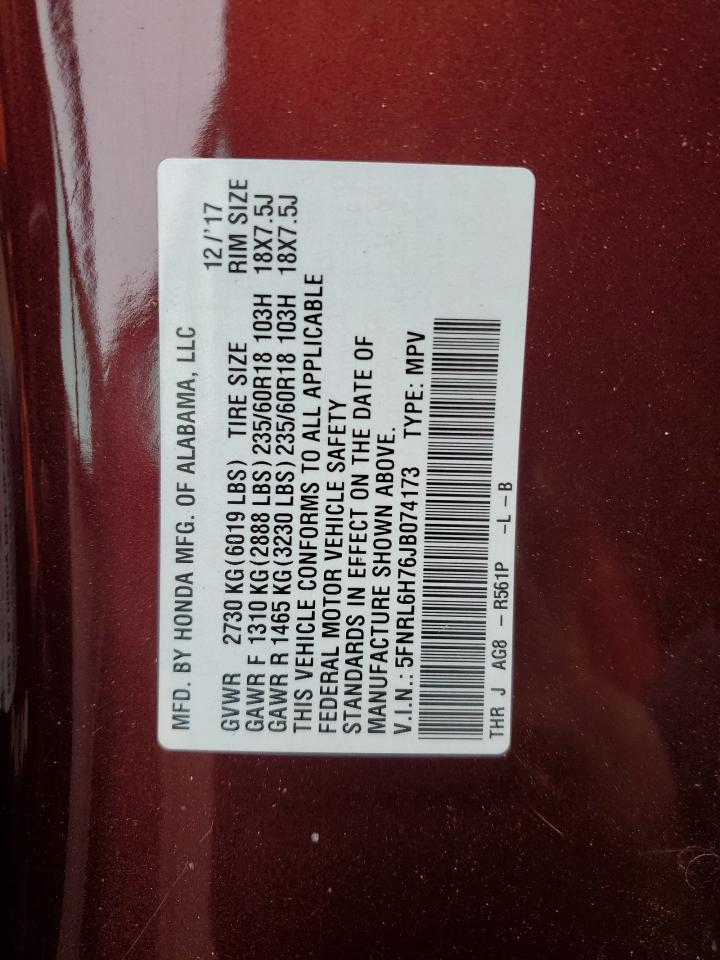 MFD. BY HONDA MFG. OF ALABAMA, LLC 12/'17
GVWR 2730 KG(6019 LBS) TIRE SIZE RIM SIZE
GAWR F 1310 KG(2888 LBS)235/60R18 103H 18X7.5J
GAWR R 1465 KG(3230 LBS)235/60R18 103H 18X7.5J
THIS VEHICLE CONFORMS TO ALL APPLICABLE
FEDERAL MOTOR VEHICLE SAFETY
STANDARDS IN EFFECT ON THE DATE OF
MANUFACTURE SHOWN ABOVE.
V.I.N.: 5FNRL6H76JB074173 TYPE: MPV
THR J AG8 - R561P -L-B